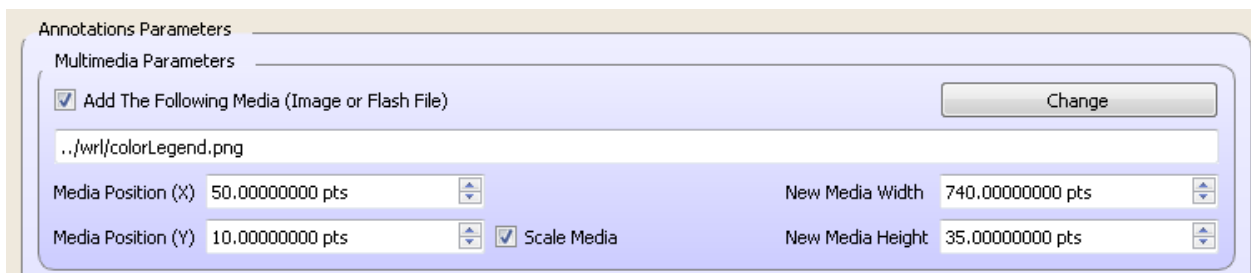 Annotations Parameters
Multimedia Parameters
Add The Following Media (Image or Flash File) Change
../wrl/colorLegend.png
Media Position (X) 50.00000000 pts New Media Width 740.00000000 pts
Media Position (Y) 10.00000000 pts Scale Media New Media Height 35.00000000 pts